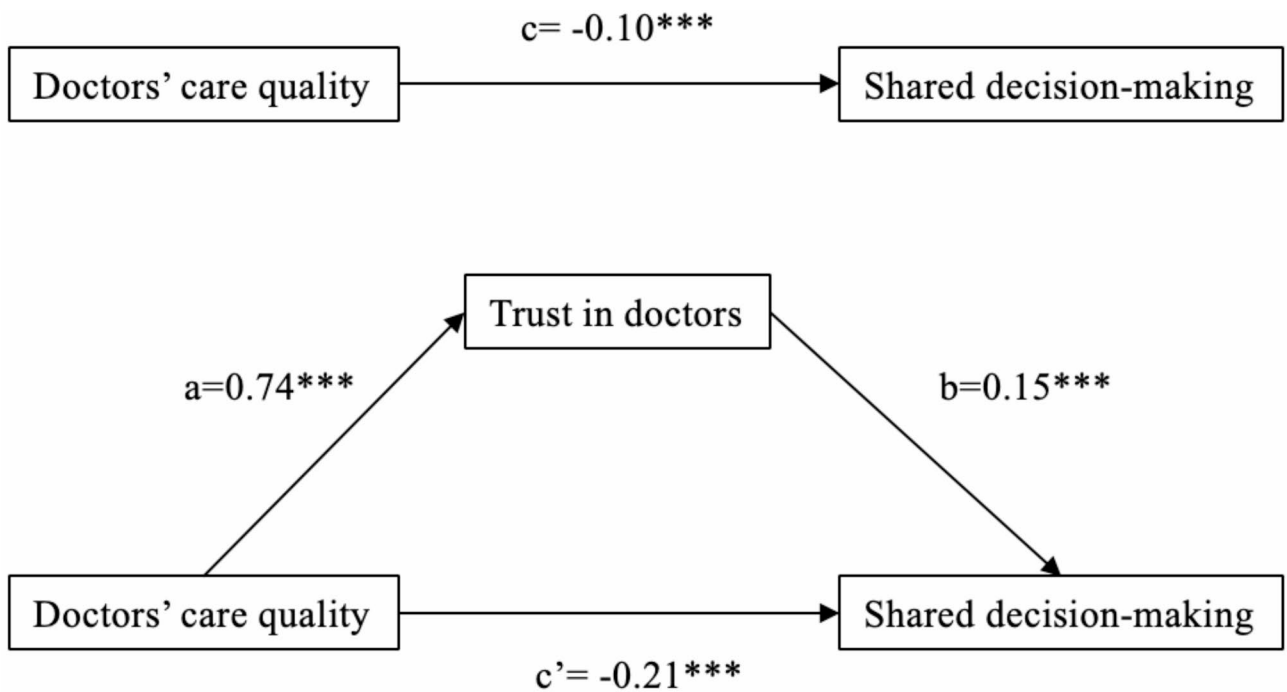 c= -0.10***
Doctors’ care quality
Shared decision-making
Trust in doctors
a=0.74***
b=0.15***
Doctors’ care quality
Shared decision-making
c’= -0.21***